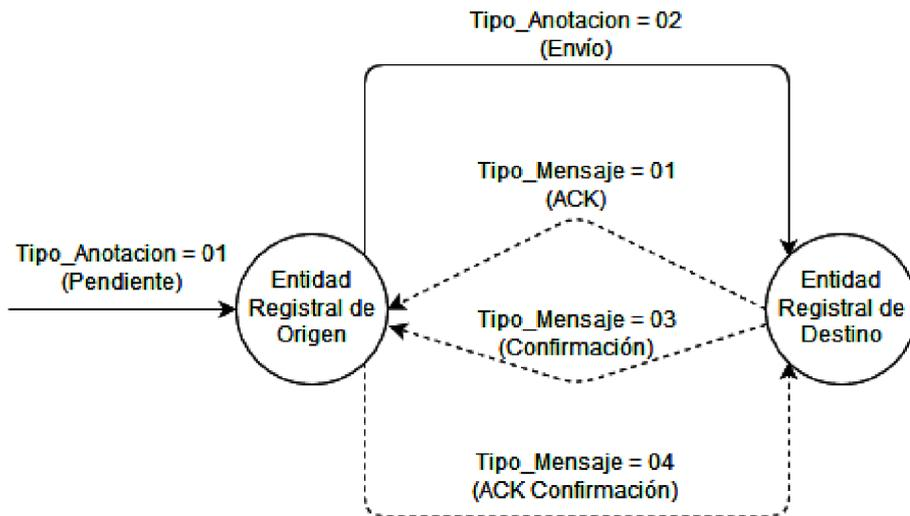 Tipo_Anotacion = 02
(Envío)
Tipo_Mensaje = 01
(ACK)
Tipo_Anotacion = 01
(Pendiente)
Entidad
Registral de
Origen
Entidad
Registral de
Destino
Tipo_Mensaje = 03
(Confirmación)
Tipo_Mensaje = 04
(ACK Confirmación)